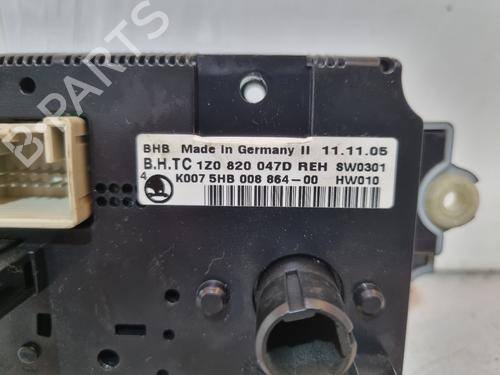 B-PARTS
BHB Made in Germany II 11.11.05
B.H.TC 1Z0 820 047D REH SW0301
4 K007 5HB 008 864-00 HW010